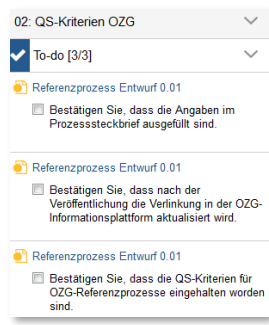 02: QS-Kriterien OZG
To-do [3/3]
Referenzprozess Entwurf 0.01
Bestätigen Sie, dass die Angaben im
Prozesssteckbrief ausgefüllt sind.
Referenzprozess Entwurf 0.01
Bestätigen Sie, dass nach der
Veröffentlichung die Verlinkung in der OZG-
Informationsplattform aktualisiert wird.
Referenzprozess Entwurf 0.01
Bestätigen Sie, dass die QS-Kriterien für
OZG-Referenzprozesse eingehalten worden
sind.